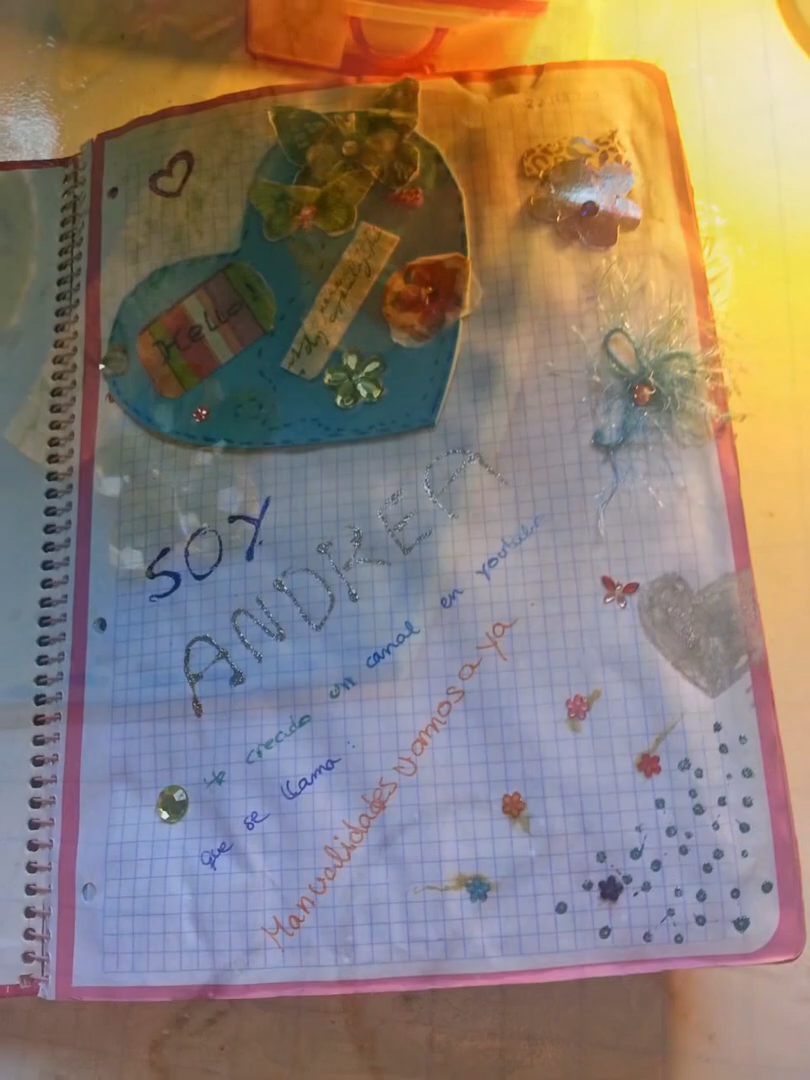 Hello
SOY
ANDREA
He creado un canal en youtube
que se llama:
Manualidades Vamos a ya